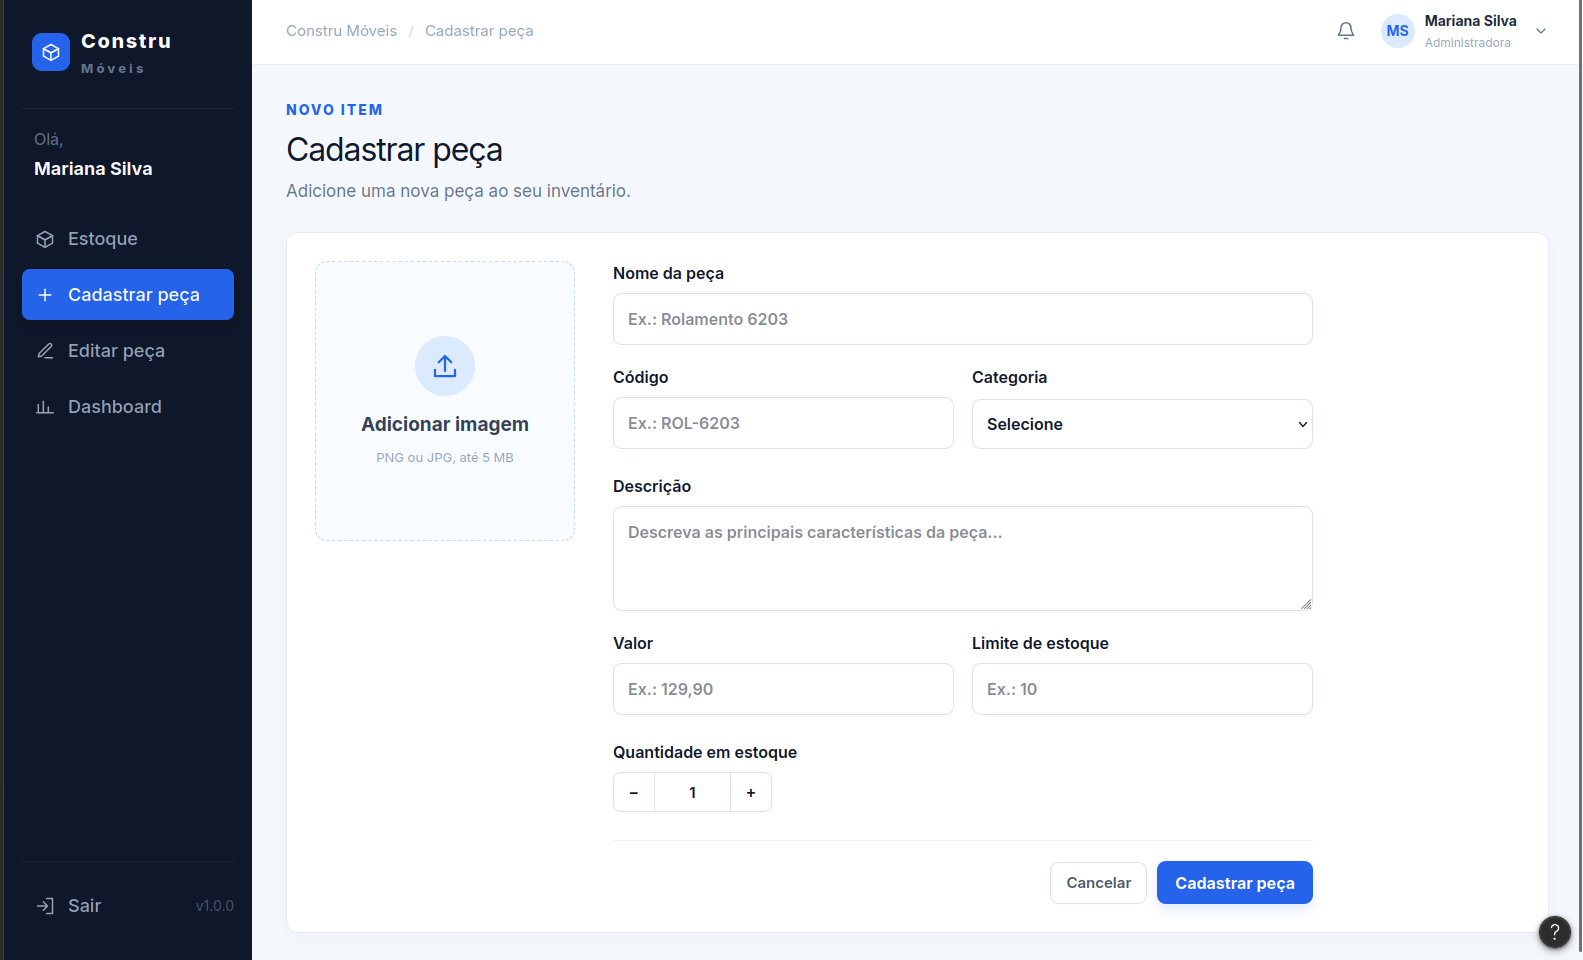 Constru
Móveis
Olá,
Mariana Silva
Estoque
Cadastrar peça
Editar peça
Dashboard
Sair
v1.0.0
Constru Móveis / Cadastrar peça
MS
Mariana Silva
Administradora
NOVO ITEM
Cadastrar peça
Adicione uma nova peça ao seu inventário.
Adicionar imagem
PNG ou JPG, até 5 MB
Nome da peça
Ex.: Rolamento 6203
Código
Categoria
Ex.: ROL-6203
Selecione
Descrição
Descreva as principais características da peça...
Valor
Limite de estoque
Ex.: 129,90
Ex.: 10
Quantidade em estoque
− 1 +
Cancelar
Cadastrar peça
?